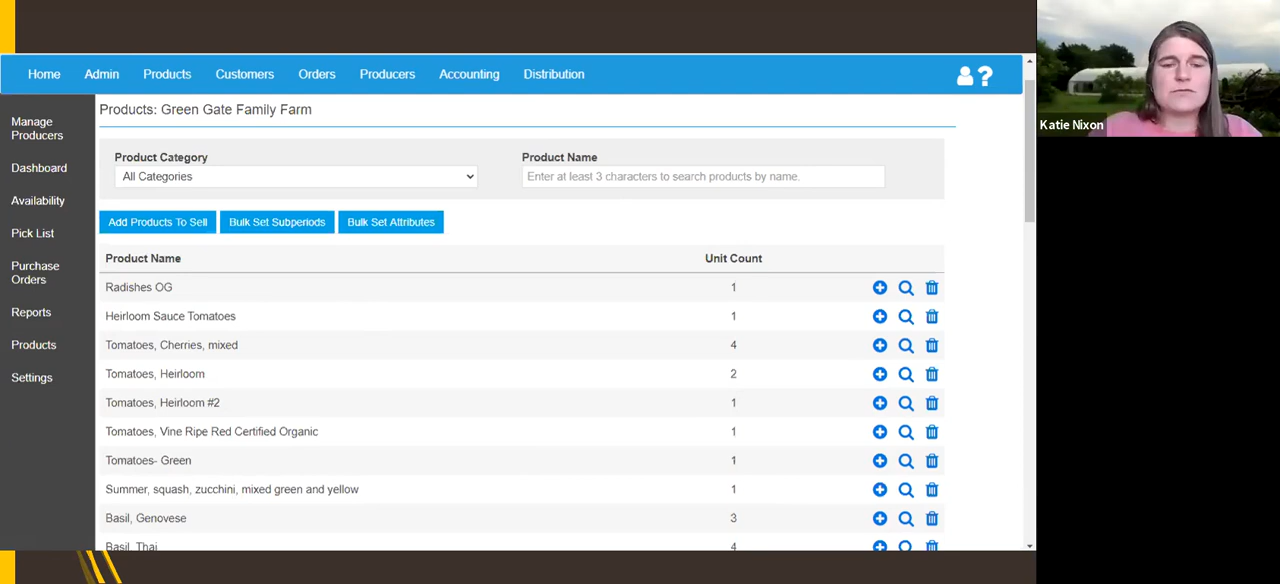 Home Admin Products Customers Orders Producers Accounting Distribution
Katie Nixon
Manage
Producers
Dashboard
Availability
Pick List
Purchase
Orders
Reports
Products
Settings
Products: Green Gate Family Farm
Product Category Product Name
All Categories Enter at least 3 characters to search products by name.
Add Products To Sell Bulk Set Subperiods Bulk Set Attributes
Product Name Unit Count
Radishes OG 1
Heirloom Sauce Tomatoes 1
Tomatoes, Cherries, mixed 4
Tomatoes, Heirloom 2
Tomatoes, Heirloom #2 1
Tomatoes, Vine Ripe Red Certified Organic 1
Tomatoes- Green 1
Summer, squash, zucchini, mixed green and yellow 1
Basil, Genovese 3
Basil, Thai 4